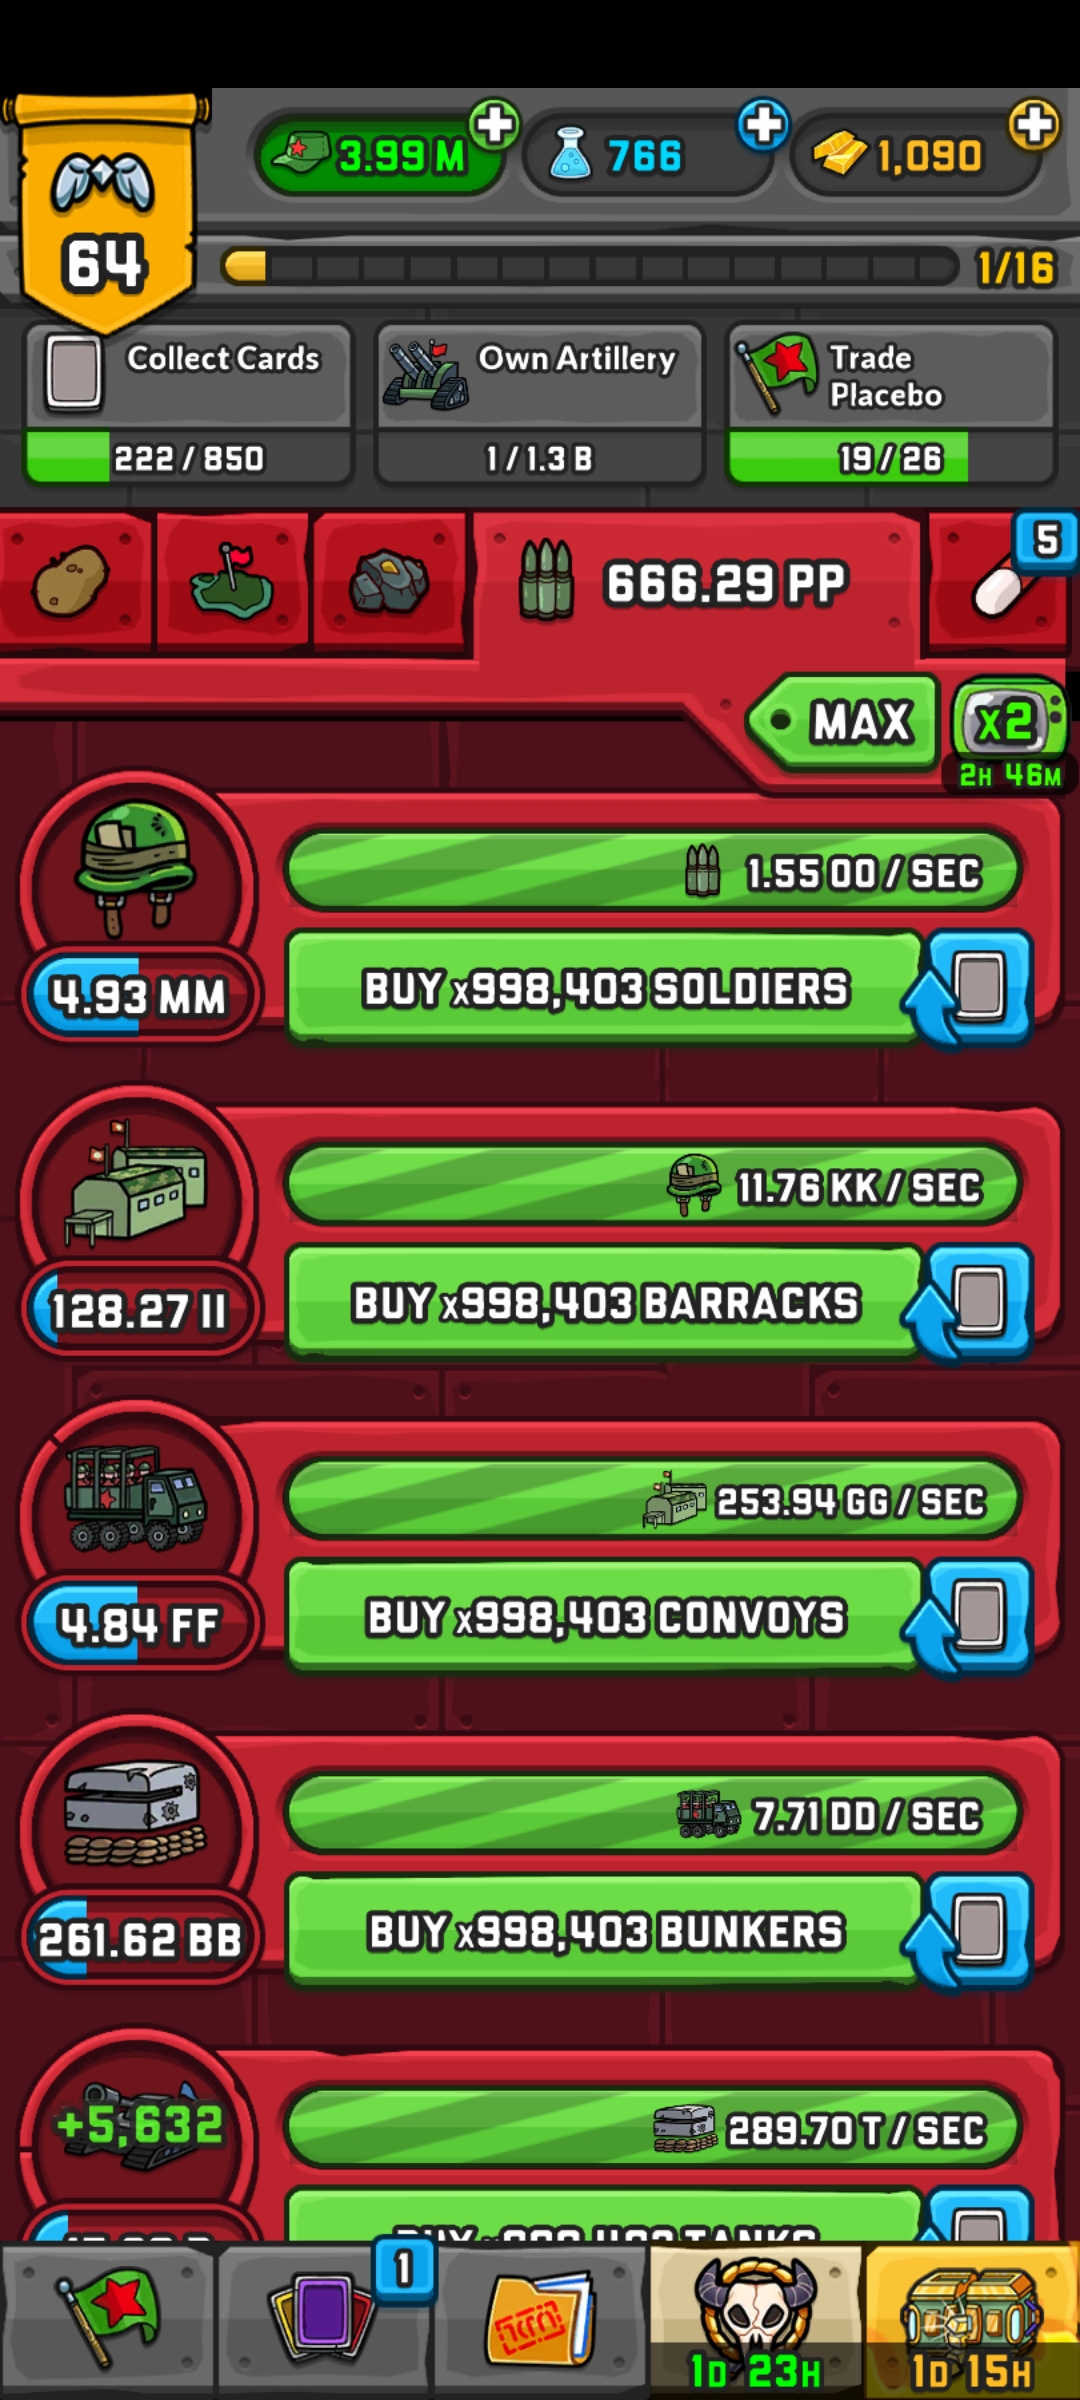 3.99 M
766
1,090
64
1/16
Collect Cards
222 / 850
Own Artillery
1 / 1.3 B
Trade
Placebo
19 / 26
666.29 PP
5
MAX
x2
2H 46M
1.55 OO / SEC
4.93 MM
BUY x998,403 SOLDIERS
11.76 KK / SEC
128.27 II
BUY x998,403 BARRACKS
253.94 GG / SEC
4.84 FF
BUY x998,403 CONVOYS
7.71 DD / SEC
261.62 BB
BUY x998,403 BUNKERS
+5,632
289.70 T / SEC
BUY x998,403 TANKS
1
1D 23H
1D 15H